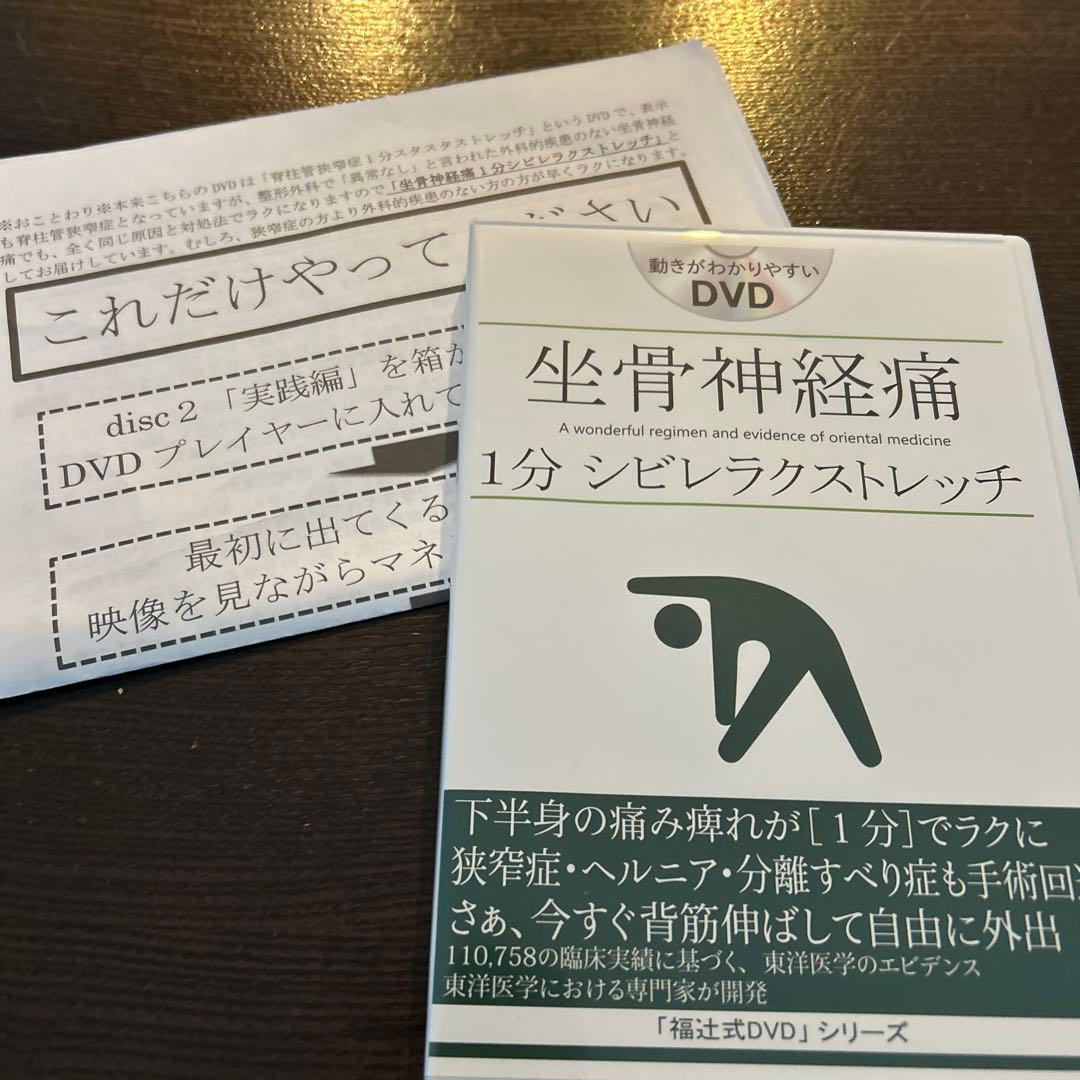 ※おことわり※本来こちらのDVDは「脊柱管狭窄症1分スタスタストレッチ」というDVDで、表示
も脊柱管狭窄症となっていますが、整形外科で「異常なし」と言われた外科的疾患のない坐骨神経
痛でも、全く同じ原因と対処法でラクになりますので「坐骨神経痛1分シビレラクストレッチ」と
してお届けしています。むしろ、狭窄症の方より外科的疾患のない方の方が早くラクになります。
これだけやって ださい
disc 2 「実践編」を箱か
DVD プレイヤーに入れて
最初に出てくる
映像を見ながらマネ
動きがわかりやすい
DVD
坐骨神経痛
A wonderful regimen and evidence of oriental medicine
1分 シビレラクストレッチ
下半身の痛み痺れが[1分]でラクに
狭窄症・ヘルニア・分離すべり症も手術回
さぁ、今すぐ背筋伸ばして自由に外出
110,758の臨床実績に基づく、東洋医学のエビデンス
東洋医学における専門家が開発
「福辻式DVD」シリーズ